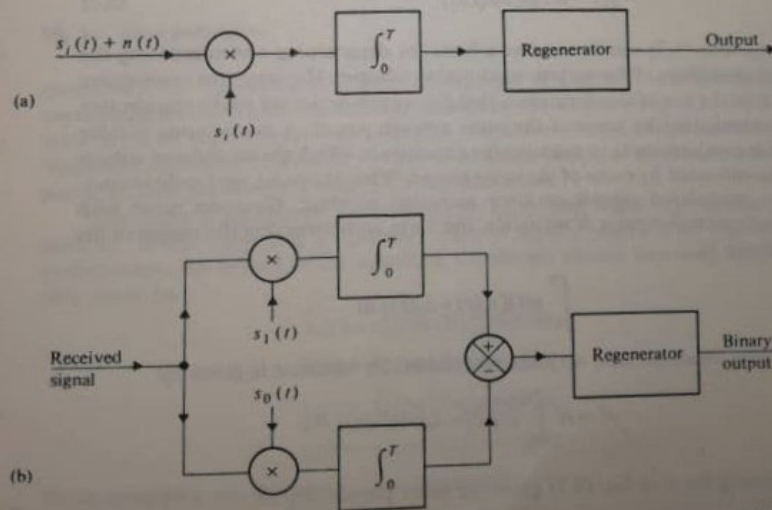 s_i(t) + n(t)
×
∫_0^T
Regenerator
Output
(a)
s_i(t)
×
∫_0^T
s_1(t)
Received
signal
+
−
Regenerator
Binary
output
s_0(t)
×
∫_0^T
(b)